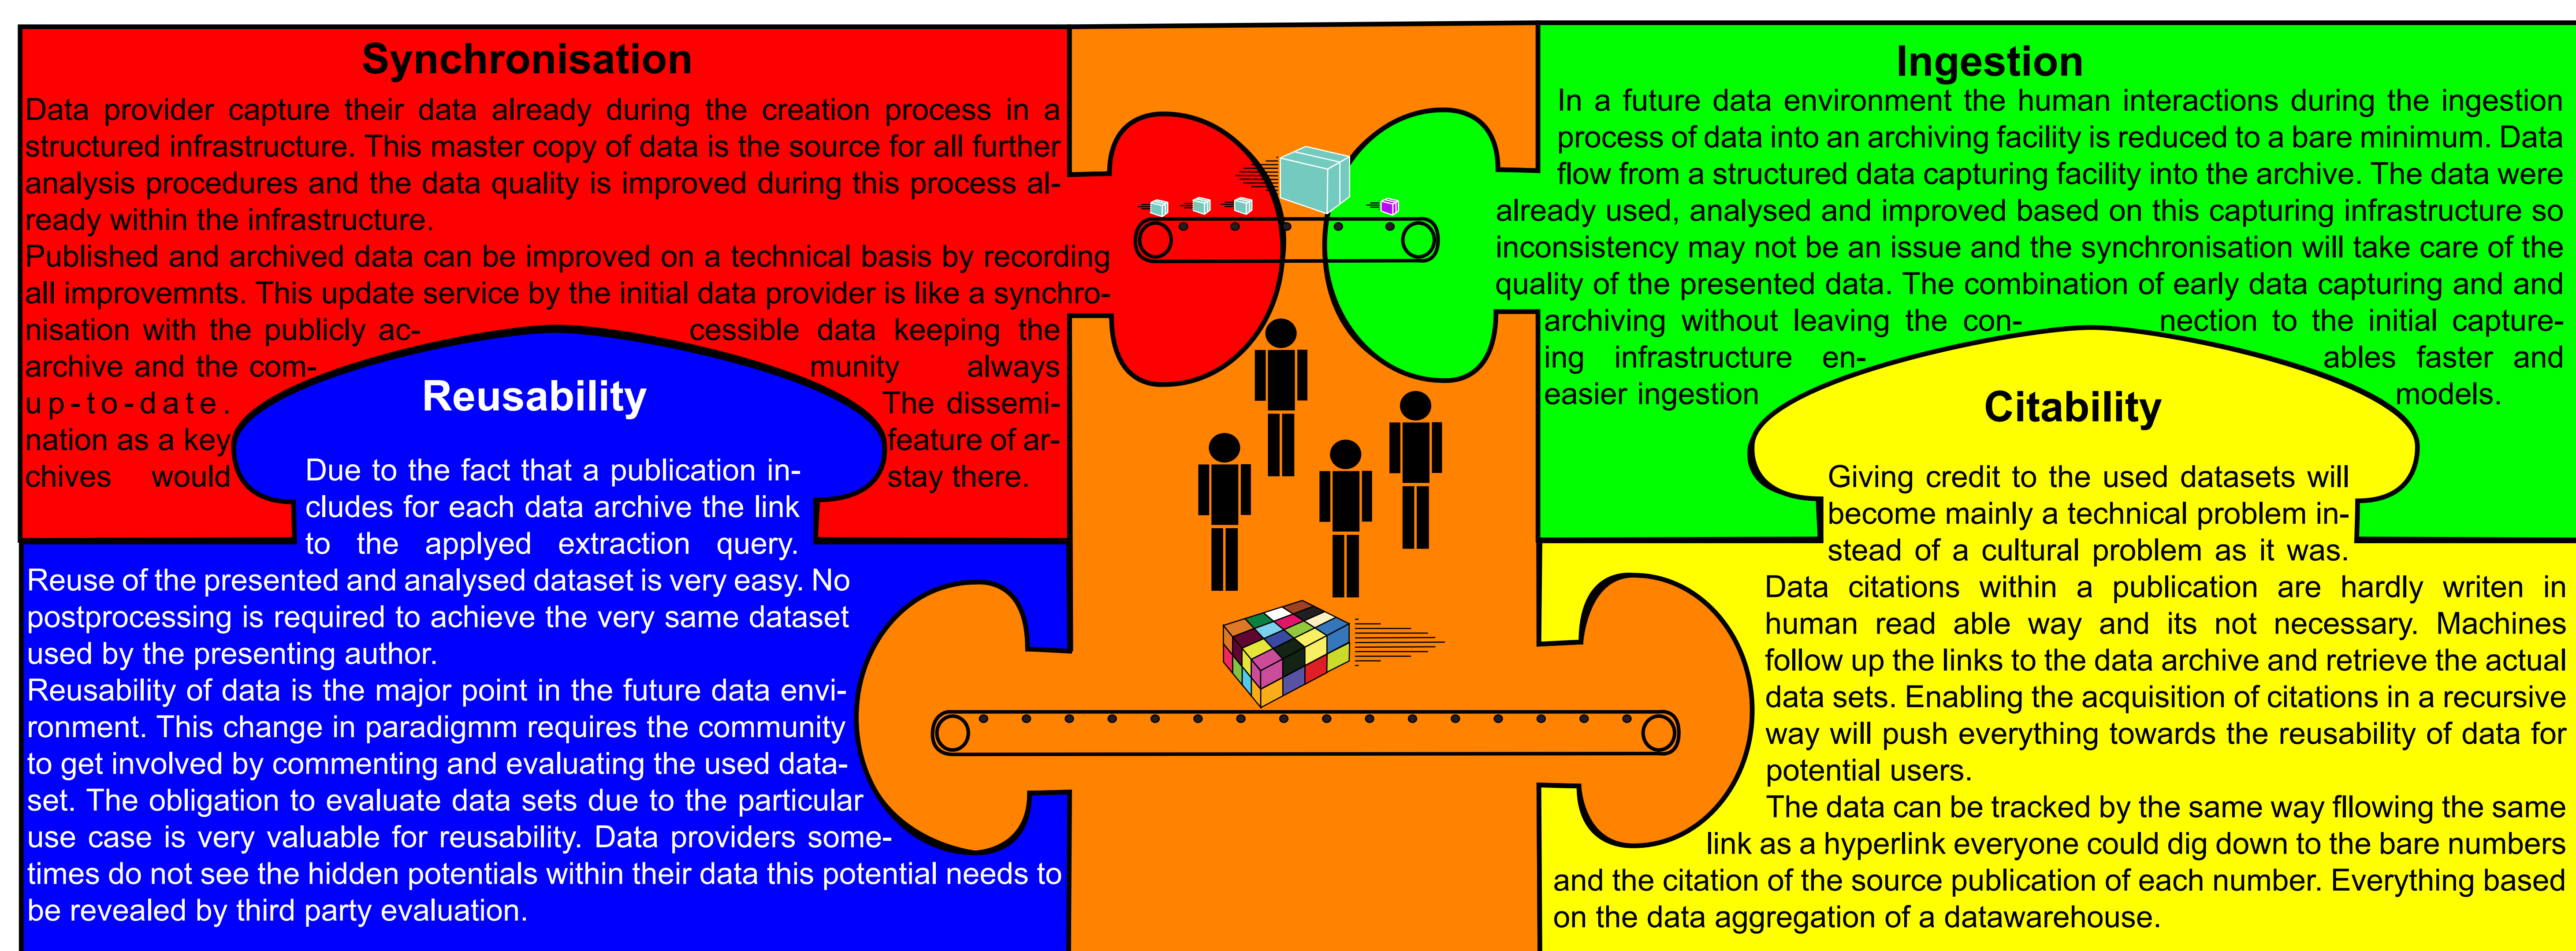 Synchronisation
Data provider capture their data already during the creation process in a
structured infrastructure. This master copy of data is the source for all further
analysis procedures and the data quality is improved during this process al-
ready within the infrastructure.
Published and archived data can be improved on a technical basis by recording
all improvemnts. This update service by the initial data provider is like a synchro-
nisation with the publicly ac- cessible data keeping the
archive and the com- munity always
up-to-date. The dissemi-
nation as a key feature of ar-
chives would stay there.
Reusability
Due to the fact that a publication in-
cludes for each data archive the link
to the applyed extraction query.
Reuse of the presented and analysed dataset is very easy. No
postprocessing is required to achieve the very same dataset
used by the presenting author.
Reusability of data is the major point in the future data envi-
ronment. This change in paradigmm requires the community
to get involved by commenting and evaluating the used data-
set. The obligation to evaluate data sets due to the particular
use case is very valuable for reusability. Data providers some-
times do not see the hidden potentials within their data this potential needs to
be revealed by third party evaluation.
Ingestion
In a future data environment the human interactions during the ingestion
process of data into an archiving facility is reduced to a bare minimum. Data
flow from a structured data capturing facility into the archive. The data were
already used, analysed and improved based on this capturing infrastructure so
inconsistency may not be an issue and the synchronisation will take care of the
quality of the presented data. The combination of early data capturing and and
archiving without leaving the con- nection to the initial capture-
ing infrastructure en- ables faster and
easier ingestion models.
Citability
Giving credit to the used datasets will
become mainly a technical problem in-
stead of a cultural problem as it was.
Data citations within a publication are hardly writen in
human read able way and its not necessary. Machines
follow up the links to the data archive and retrieve the actual
data sets. Enabling the acquisition of citations in a recursive
way will push everything towards the reusability of data for
potential users.
The data can be tracked by the same way fllowing the same
link as a hyperlink everyone could dig down to the bare numbers
and the citation of the source publication of each number. Everything based
on the data aggregation of a datawarehouse.